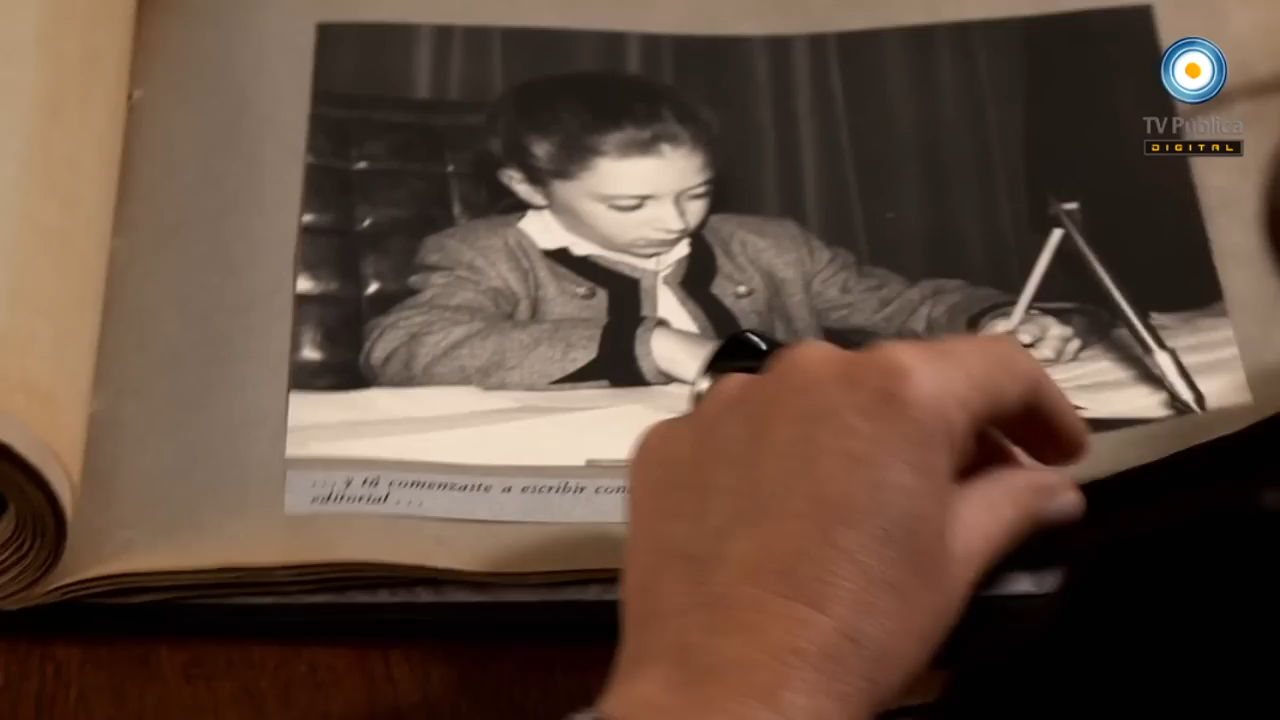 TV Pública
DIGITAL
... y tú comenzaste a escribir con
editorial ...